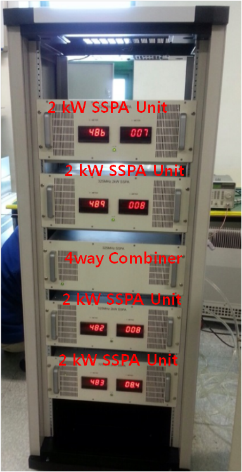 2 kW SSPA Unit
486 007
2 kW SSPA Unit
489 008
4way Combiner
2 kW SSPA Unit
482 008
2 kW SSPA Unit
483 084